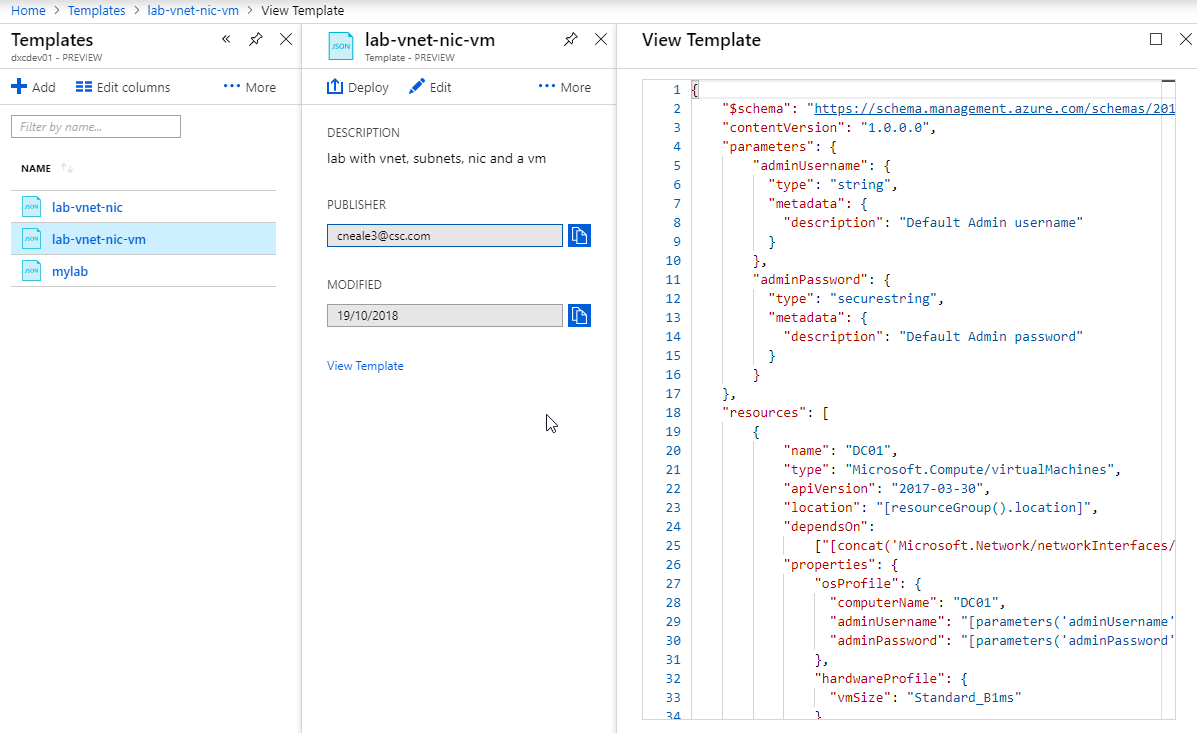 Home > Templates > lab-vnet-nic-vm > View Template
Templates
dxcdev01 - PREVIEW
Add Edit columns More
Filter by name...
NAME
JSON lab-vnet-nic
JSON lab-vnet-nic-vm
JSON mylab
JSON lab-vnet-nic-vm
Template - PREVIEW
Deploy Edit More
DESCRIPTION
lab with vnet, subnets, nic and a vm
PUBLISHER
cneale3@csc.com
MODIFIED
19/10/2018
View Template
View Template
1 {
2 "$schema": "https://schema.management.azure.com/schemas/201
3 "contentVersion": "1.0.0.0",
4 "parameters": {
5 "adminUsername": {
6 "type": "string",
7 "metadata": {
8 "description": "Default Admin username"
9 }
10 },
11 "adminPassword": {
12 "type": "securestring",
13 "metadata": {
14 "description": "Default Admin password"
15 }
16 }
17 },
18 "resources": [
19 {
20 "name": "DC01",
21 "type": "Microsoft.Compute/virtualMachines",
22 "apiVersion": "2017-03-30",
23 "location": "[resourceGroup().location]",
24 "dependsOn":
25 ["[concat('Microsoft.Network/networkInterfaces/
26 "properties": {
27 "osProfile": {
28 "computerName": "DC01",
29 "adminUsername": "[parameters('adminUsername'
30 "adminPassword": "[parameters('adminPassword'
31 },
32 "hardwareProfile": {
33 "vmSize": "Standard_B1ms"
34 }